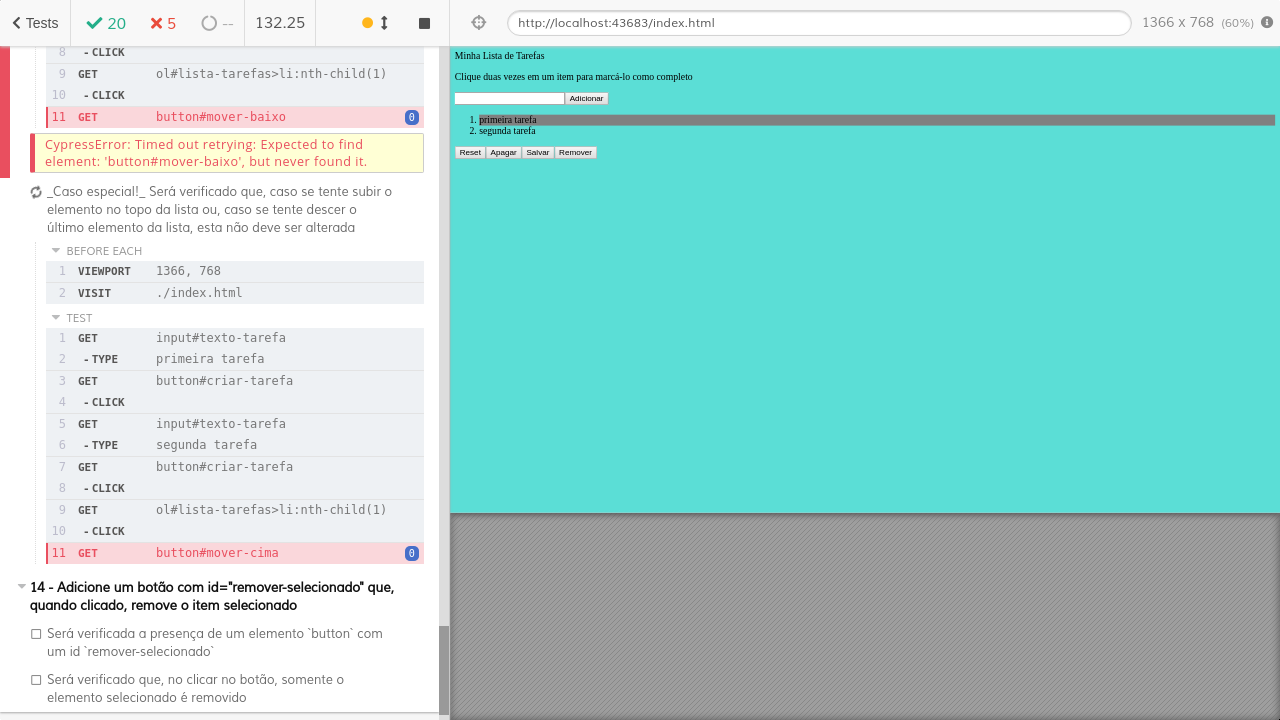 Tests 20 5 -- 132.25
http://localhost:43683/index.html 1366 x 768 (60%)
8 - CLICK
9 GET ol#lista-tarefas>li:nth-child(1)
10 - CLICK
11 GET button#mover-baixo 0
CypressError: Timed out retrying: Expected to find
element: 'button#mover-baixo', but never found it.
_Caso especial!_ Será verificado que, caso se tente subir o
elemento no topo da lista ou, caso se tente descer o
último elemento da lista, esta não deve ser alterada
BEFORE EACH
1 VIEWPORT 1366, 768
2 VISIT ./index.html
TEST
1 GET input#texto-tarefa
2 - TYPE primeira tarefa
3 GET button#criar-tarefa
4 - CLICK
5 GET input#texto-tarefa
6 - TYPE segunda tarefa
7 GET button#criar-tarefa
8 - CLICK
9 GET ol#lista-tarefas>li:nth-child(1)
10 - CLICK
11 GET button#mover-cima 0
14 - Adicione um botão com id="remover-selecionado" que,
quando clicado, remove o item selecionado
Será verificada a presença de um elemento `button` com
um id `remover-selecionado`
Será verificado que, no clicar no botão, somente o
elemento selecionado é removido
Minha Lista de Tarefas
Clique duas vezes em um item para marcá-lo como completo
Adicionar
1. primeira tarefa
2. segunda tarefa
Reset Apagar Salvar Remover